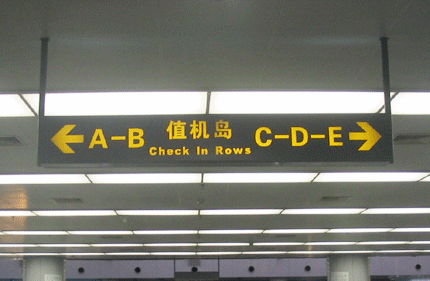 A-B 值机岛 C-D-E
Check In Rows